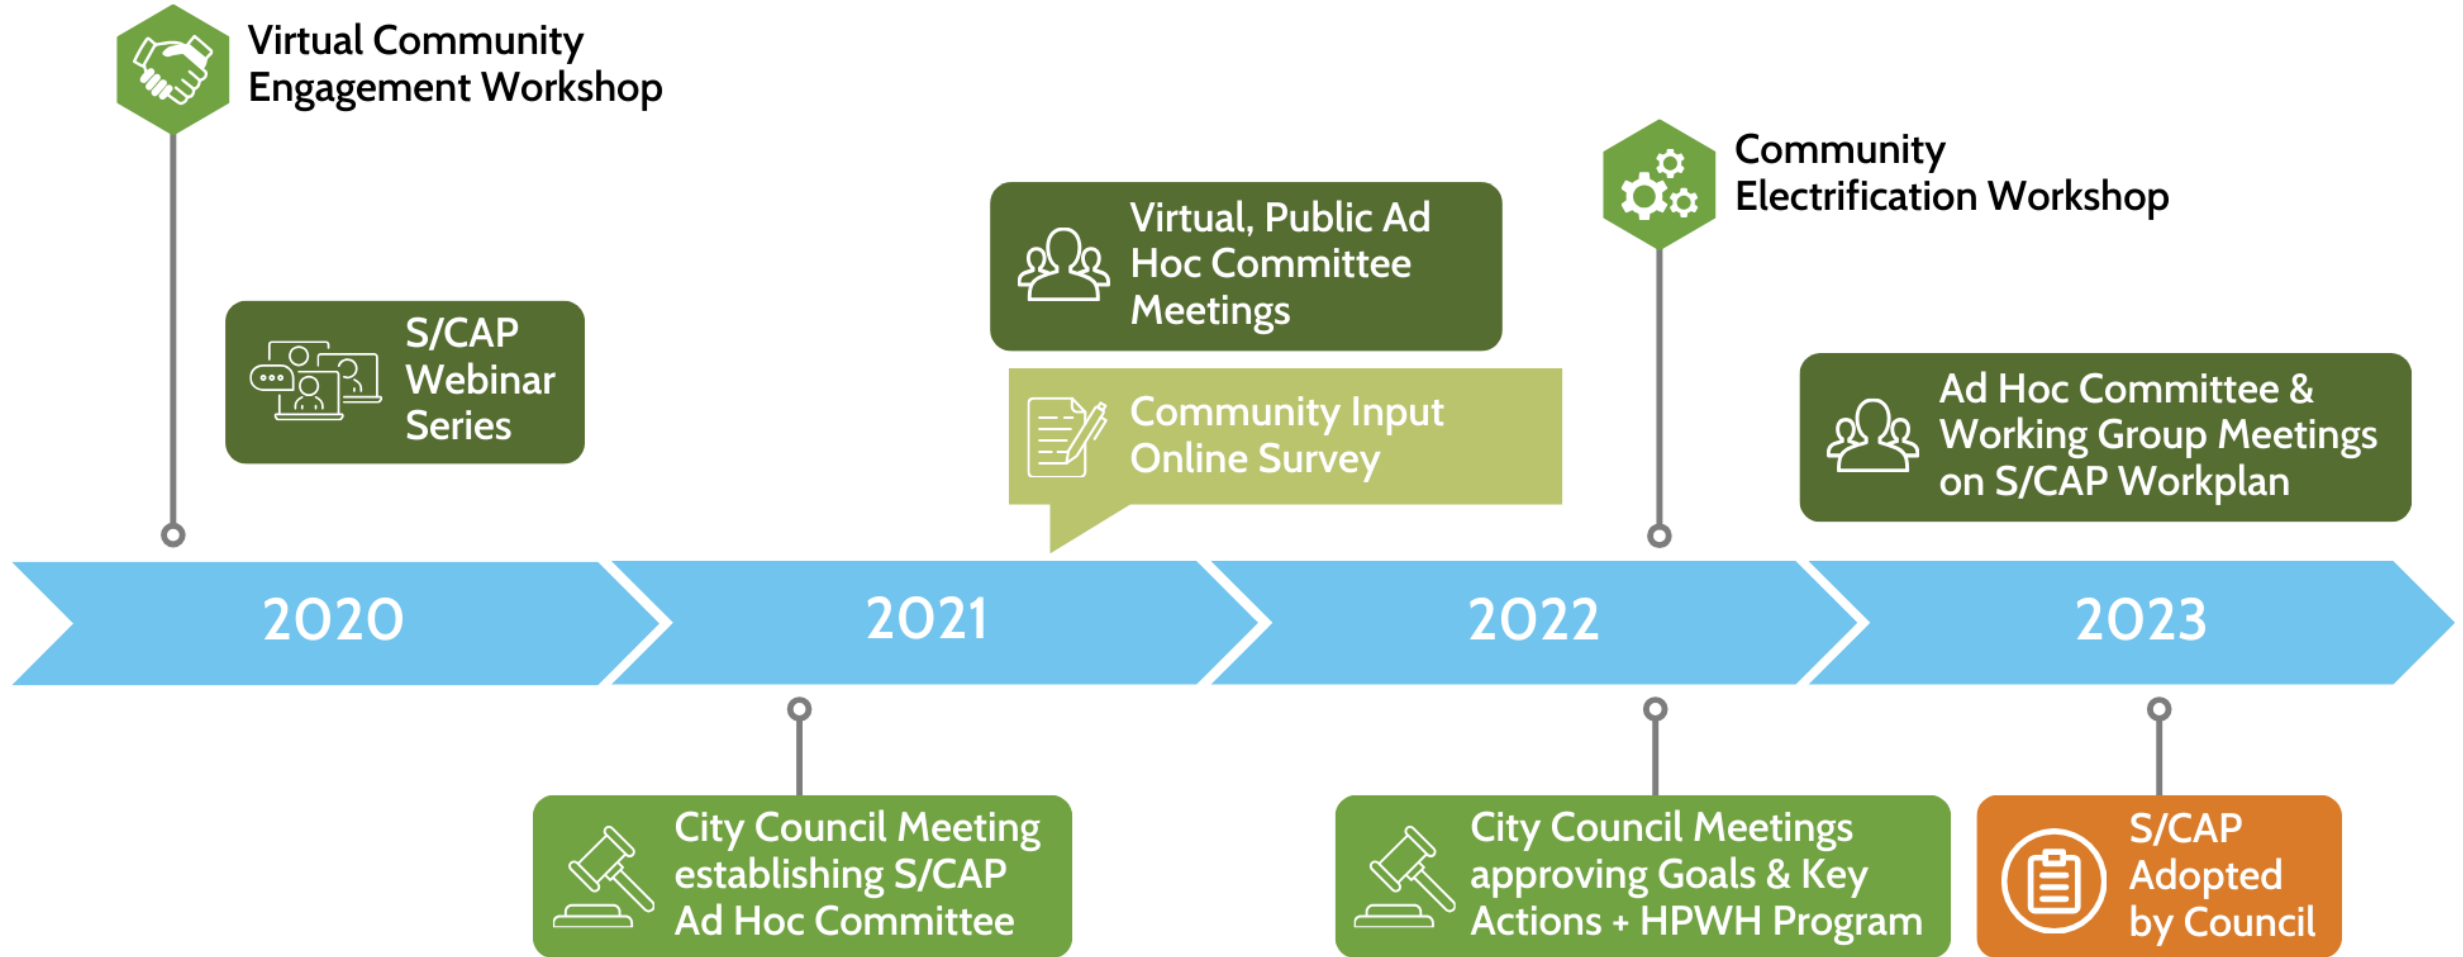 Virtual Community
Engagement Workshop
S/CAP
Webinar
Series
Virtual, Public Ad
Hoc Committee
Meetings
Community Input
Online Survey
Community
Electrification Workshop
Ad Hoc Committee &
Working Group Meetings
on S/CAP Workplan
2020
2021
2022
2023
City Council Meeting
establishing S/CAP
Ad Hoc Committee
City Council Meetings
approving Goals & Key
Actions + HPWH Program
S/CAP
Adopted
by Council